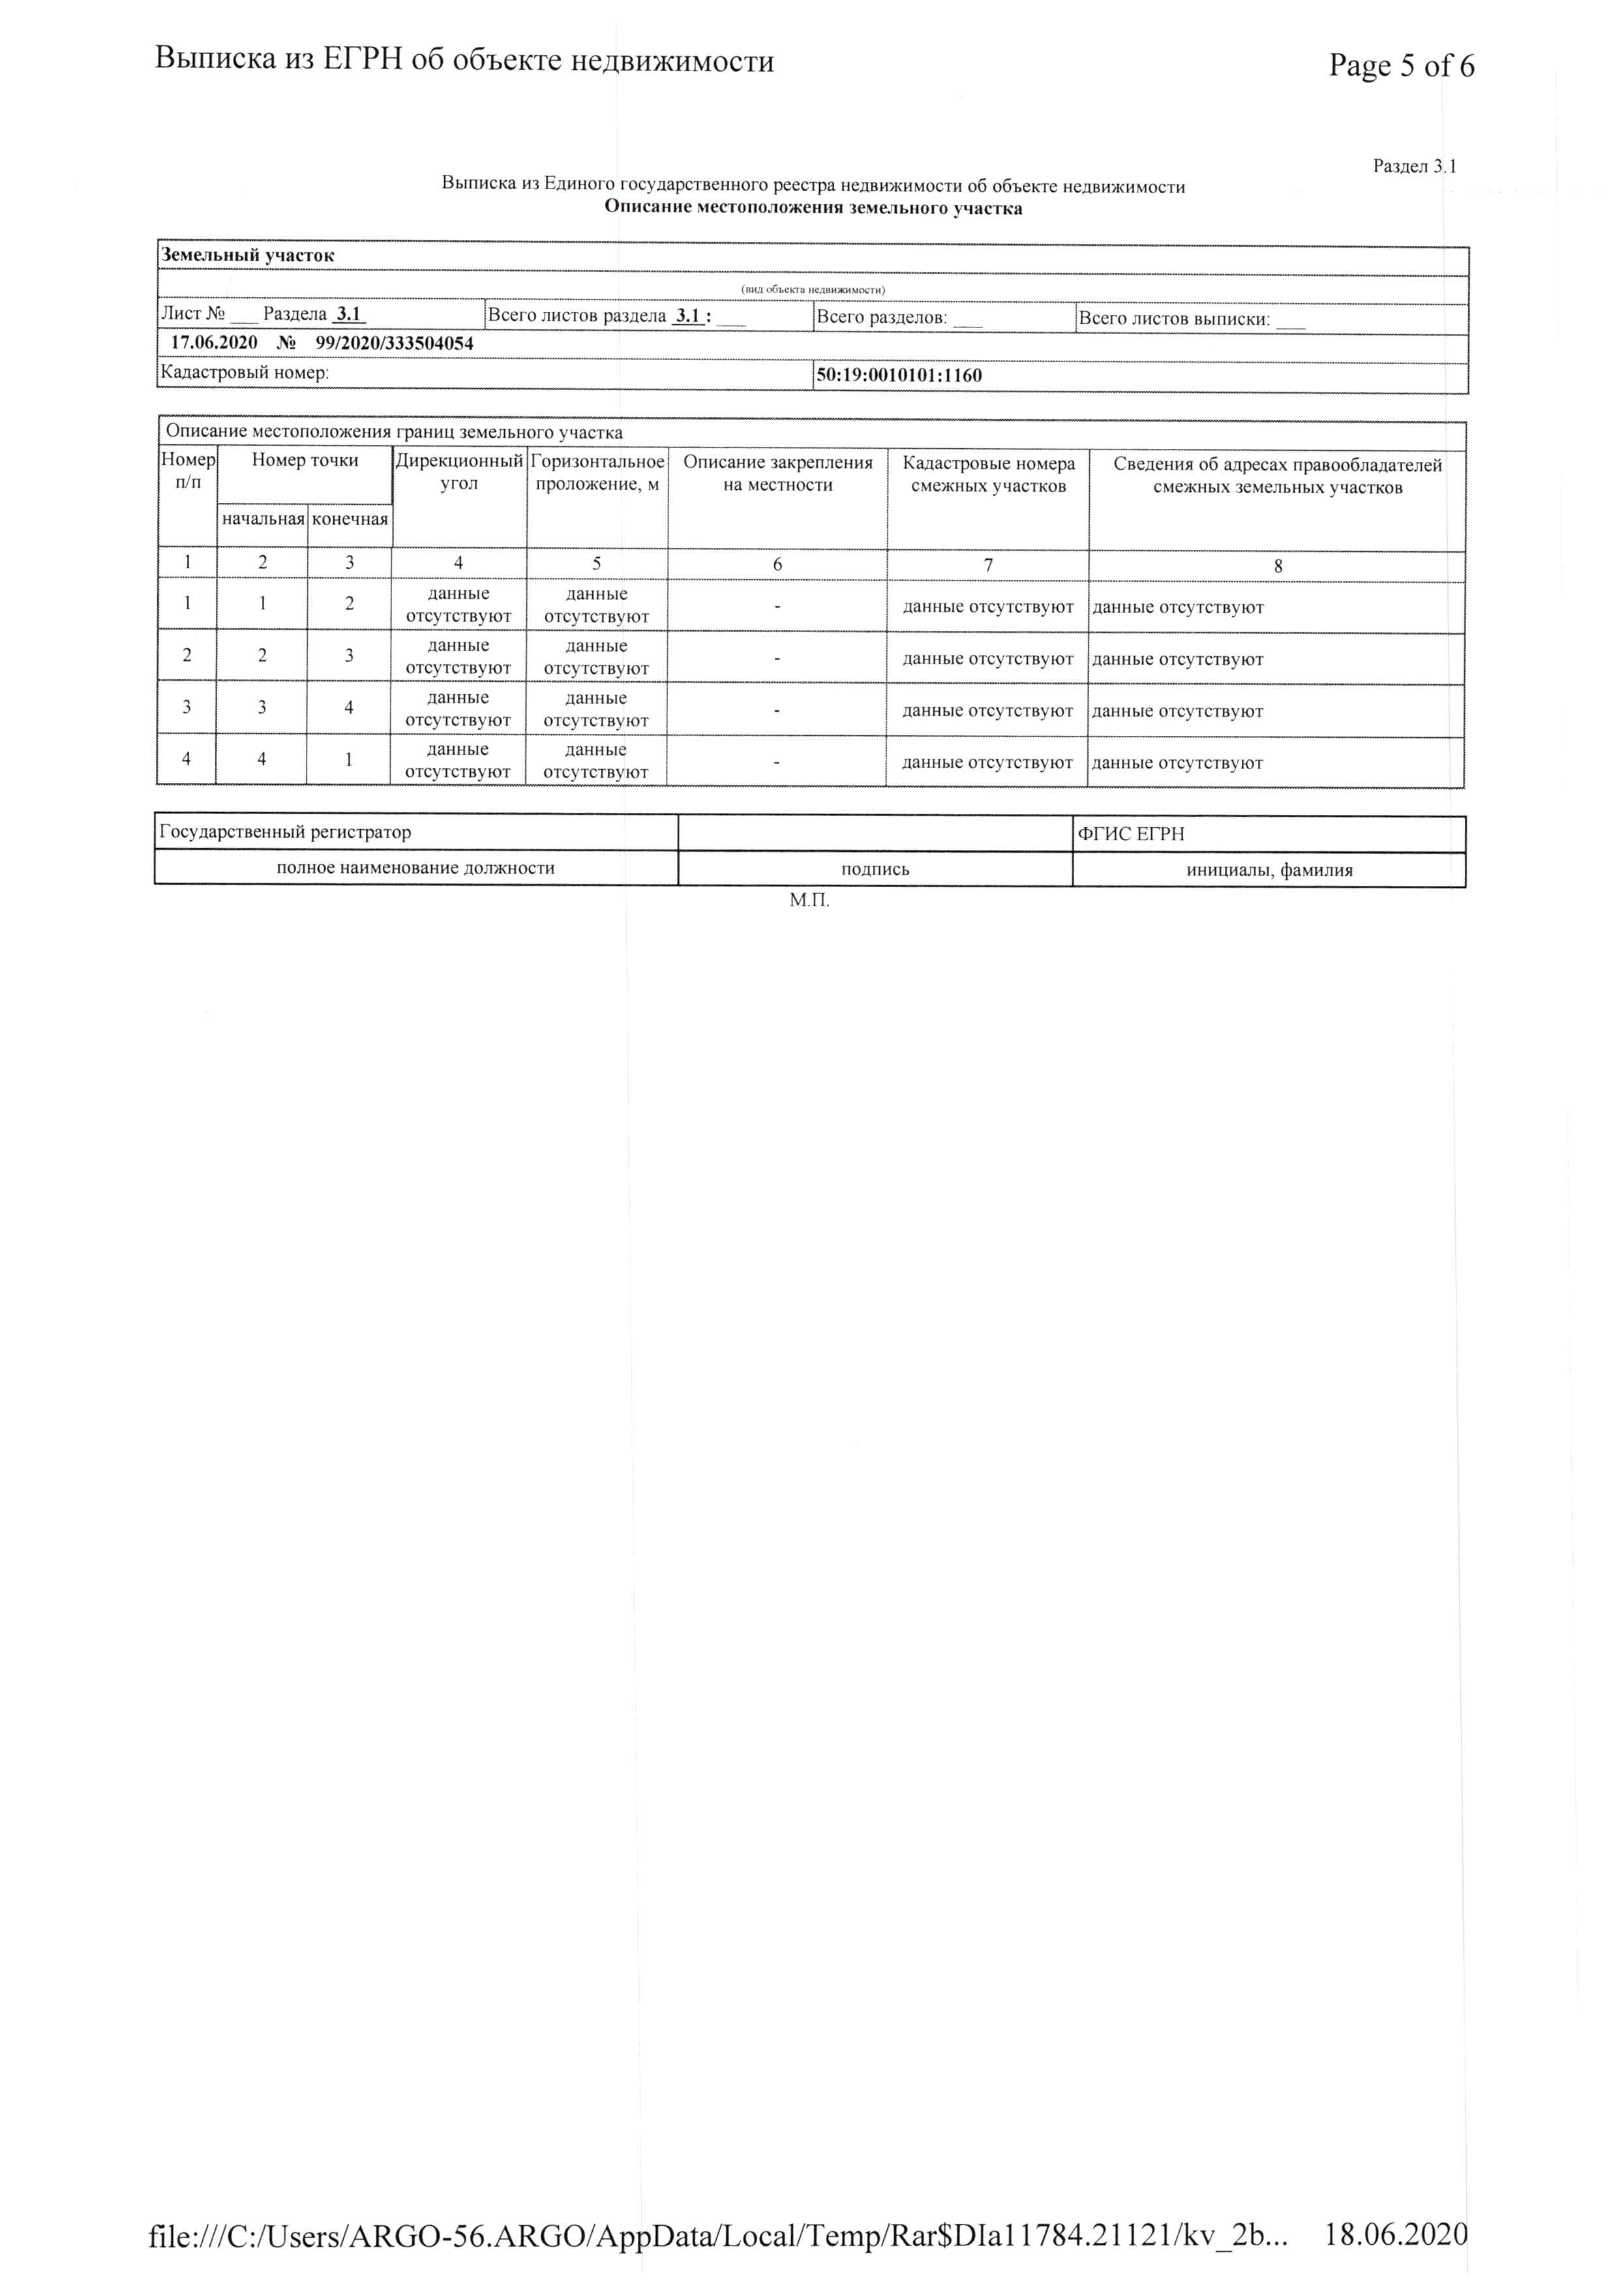 Выписка из ЕГРН об объекте недвижимости Page 5 of 6
Раздел 3.1
Выписка из Единого государственного реестра недвижимости об объекте недвижимости
Описание местоположения земельного участка
Земельный участок
(вид объекта недвижимости)
Лист № ___ Раздела 3.1 Всего листов раздела 3.1 : ___ Всего разделов: ___ Всего листов выписки: ___
17.06.2020 № 99/2020/333504054
Кадастровый номер: 50:19:0010101:1160
Описание местоположения границ земельного участка
Номер Номер точки Дирекционный Горизонтальное Описание закрепления Кадастровые номера Сведения об адресах правообладателей
п/п угол проложение, м на местности смежных участков смежных земельных участков
начальная конечная
1 2 3 4 5 6 7 8
данные данные
1 1 2 - данные отсутствуют данные отсутствуют
отсутствуют отсутствуют
данные данные
2 2 3 - данные отсутствуют данные отсутствуют
отсутствуют отсутствуют
данные данные
3 3 4 - данные отсутствуют данные отсутствуют
отсутствуют отсутствуют
данные данные
4 4 1 - данные отсутствуют данные отсутствуют
отсутствуют отсутствуют
Государственный регистратор ФГИС ЕГРН
полное наименование должности подпись инициалы, фамилия
М.П.
file:///C:/Users/ARGO-56.ARGO/AppData/Local/Temp/Rar$DIa11784.21121/kv_2b... 18.06.2020